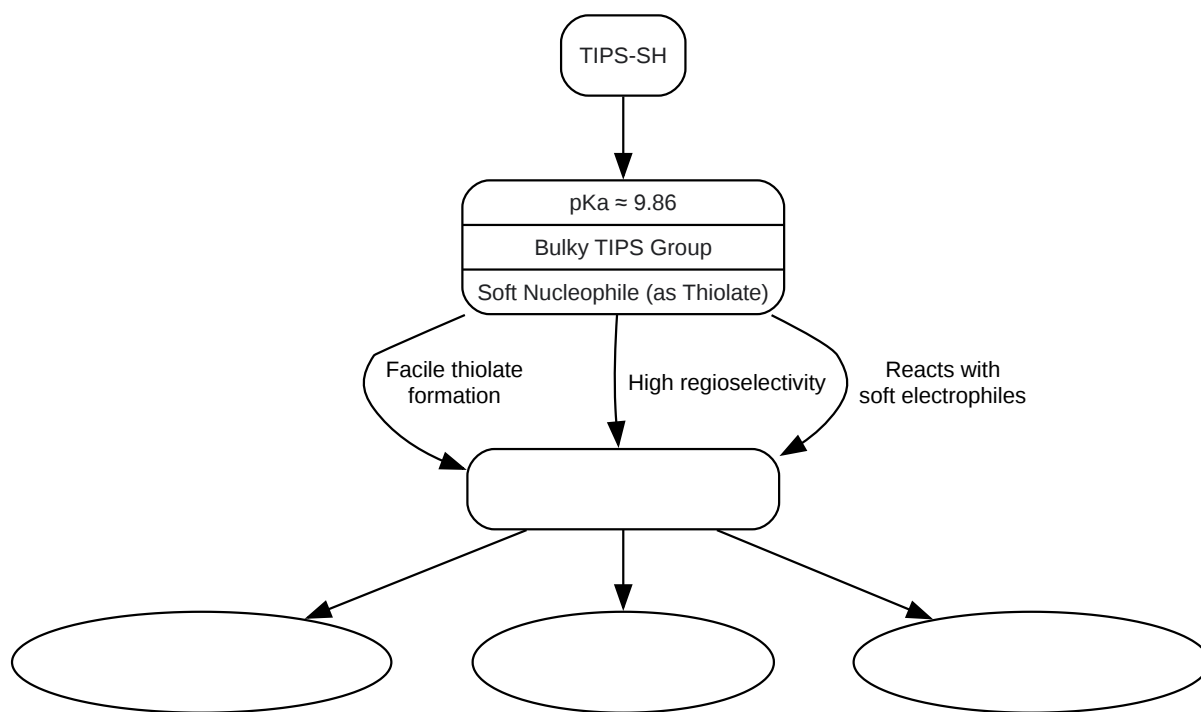 TIPS-SH
pKa ≈ 9.86
Bulky TIPS Group
Soft Nucleophile (as Thiolate)
Facile thiolate
formation
High regioselectivity
Reacts with
soft electrophiles